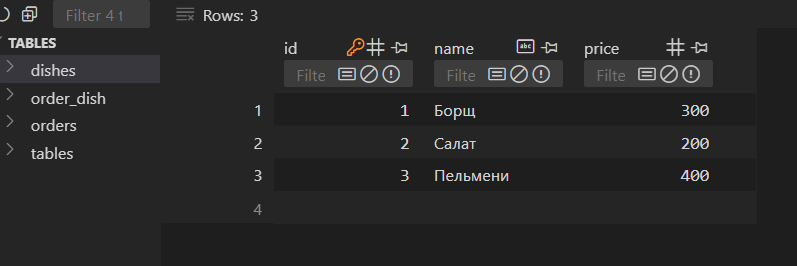 Filter 4 t
Rows: 3
TABLES
dishes
order_dish
orders
tables
id name abc price
Filte Filte Filte
1 1 Борщ 300
2 2 Салат 200
3 3 Пельмени 400
4